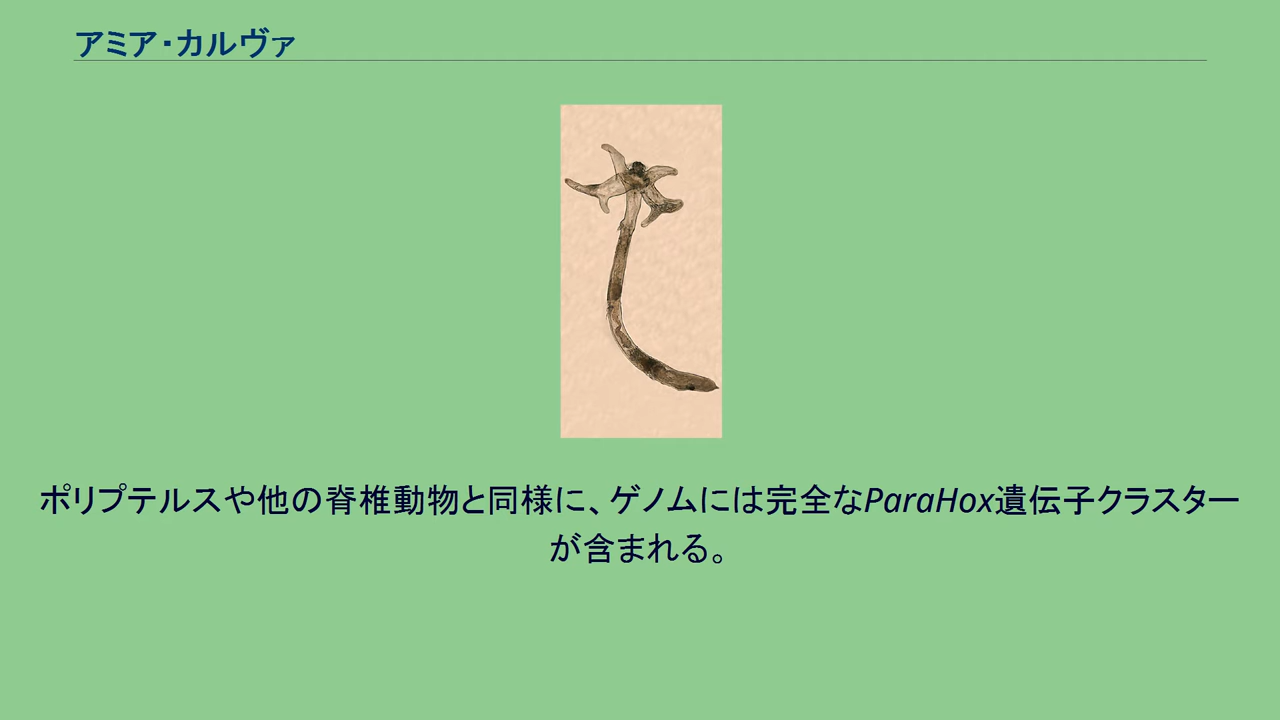 アミア・カルヴァ
ポリプテルスや他の脊椎動物と同様に、ゲノムには完全なParaHox遺伝子クラスター
が含まれる。